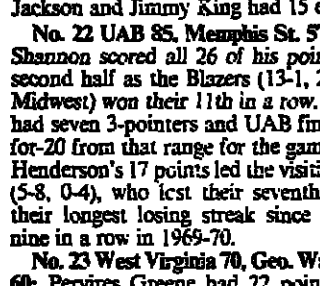 Jackson and Jimmy King had 15 e
No. 22 UAB 85, Memphis St. 5
Shannon scored all 26 of his poin
second half as the Blazers (13-1, 2
Midwest) won their 11th in a row.
had seven 3-pointers and UAB fin
for-20 from that range for the gam
Henderson's 17 points led the visiti
(5-8, 0-4), who lcst their seventh
their longest losing streak since
nine in a row in 1969-70.
No. 23 West Virginia 70, Geo. W
60: Pervires Greene had 22 poin